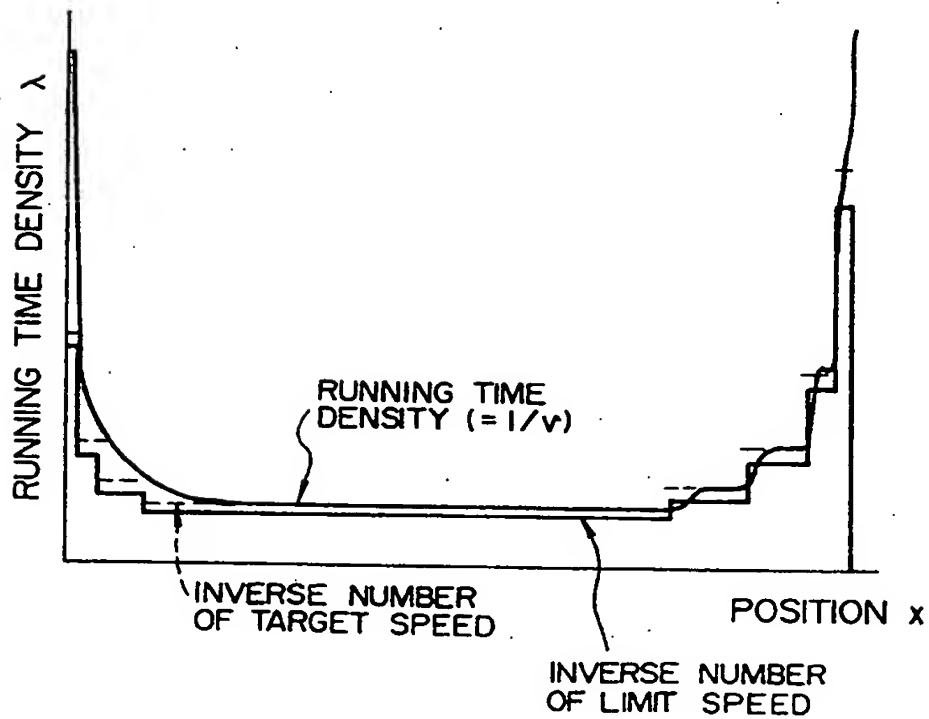 RUNNING TIME DENSITY λ
RUNNING TIME
DENSITY (= 1/v)
INVERSE NUMBER
OF TARGET SPEED
POSITION x
INVERSE NUMBER
OF LIMIT SPEED